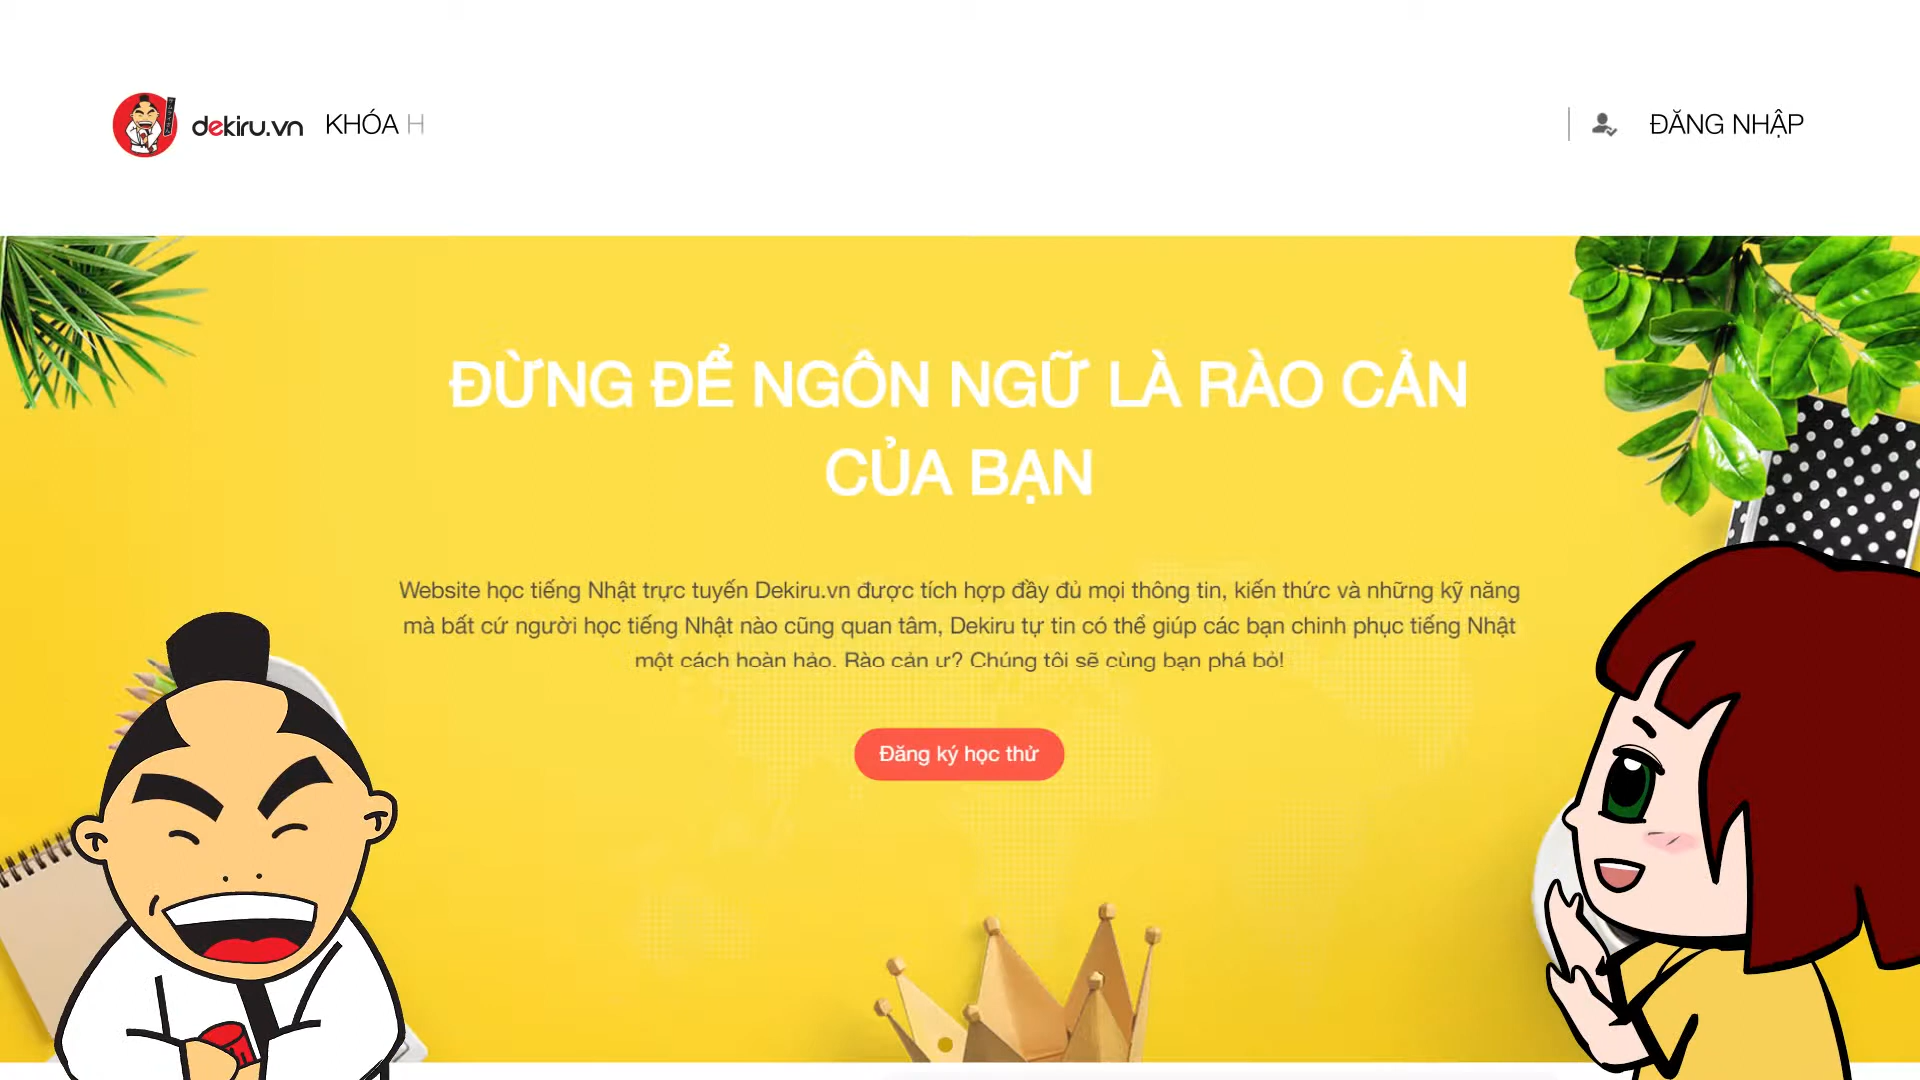 dekiru.vn KHÓA H ĐĂNG NHẬP
ĐỪNG ĐỂ NGÔN NGỮ LÀ RÀO CẢN
CỦA BẠN
Website học tiếng Nhật trực tuyến Dekiru.vn được tích hợp đầy đủ mọi thông tin, kiến thức và những kỹ năng
mà bất cứ người học tiếng Nhật nào cũng quan tâm, Dekiru tự tin có thể giúp các bạn chinh phục tiếng Nhật
một cách hoàn hảo. Rào cản ư? Chúng tôi sẽ cùng bạn phá bỏ!
Đăng ký học thử